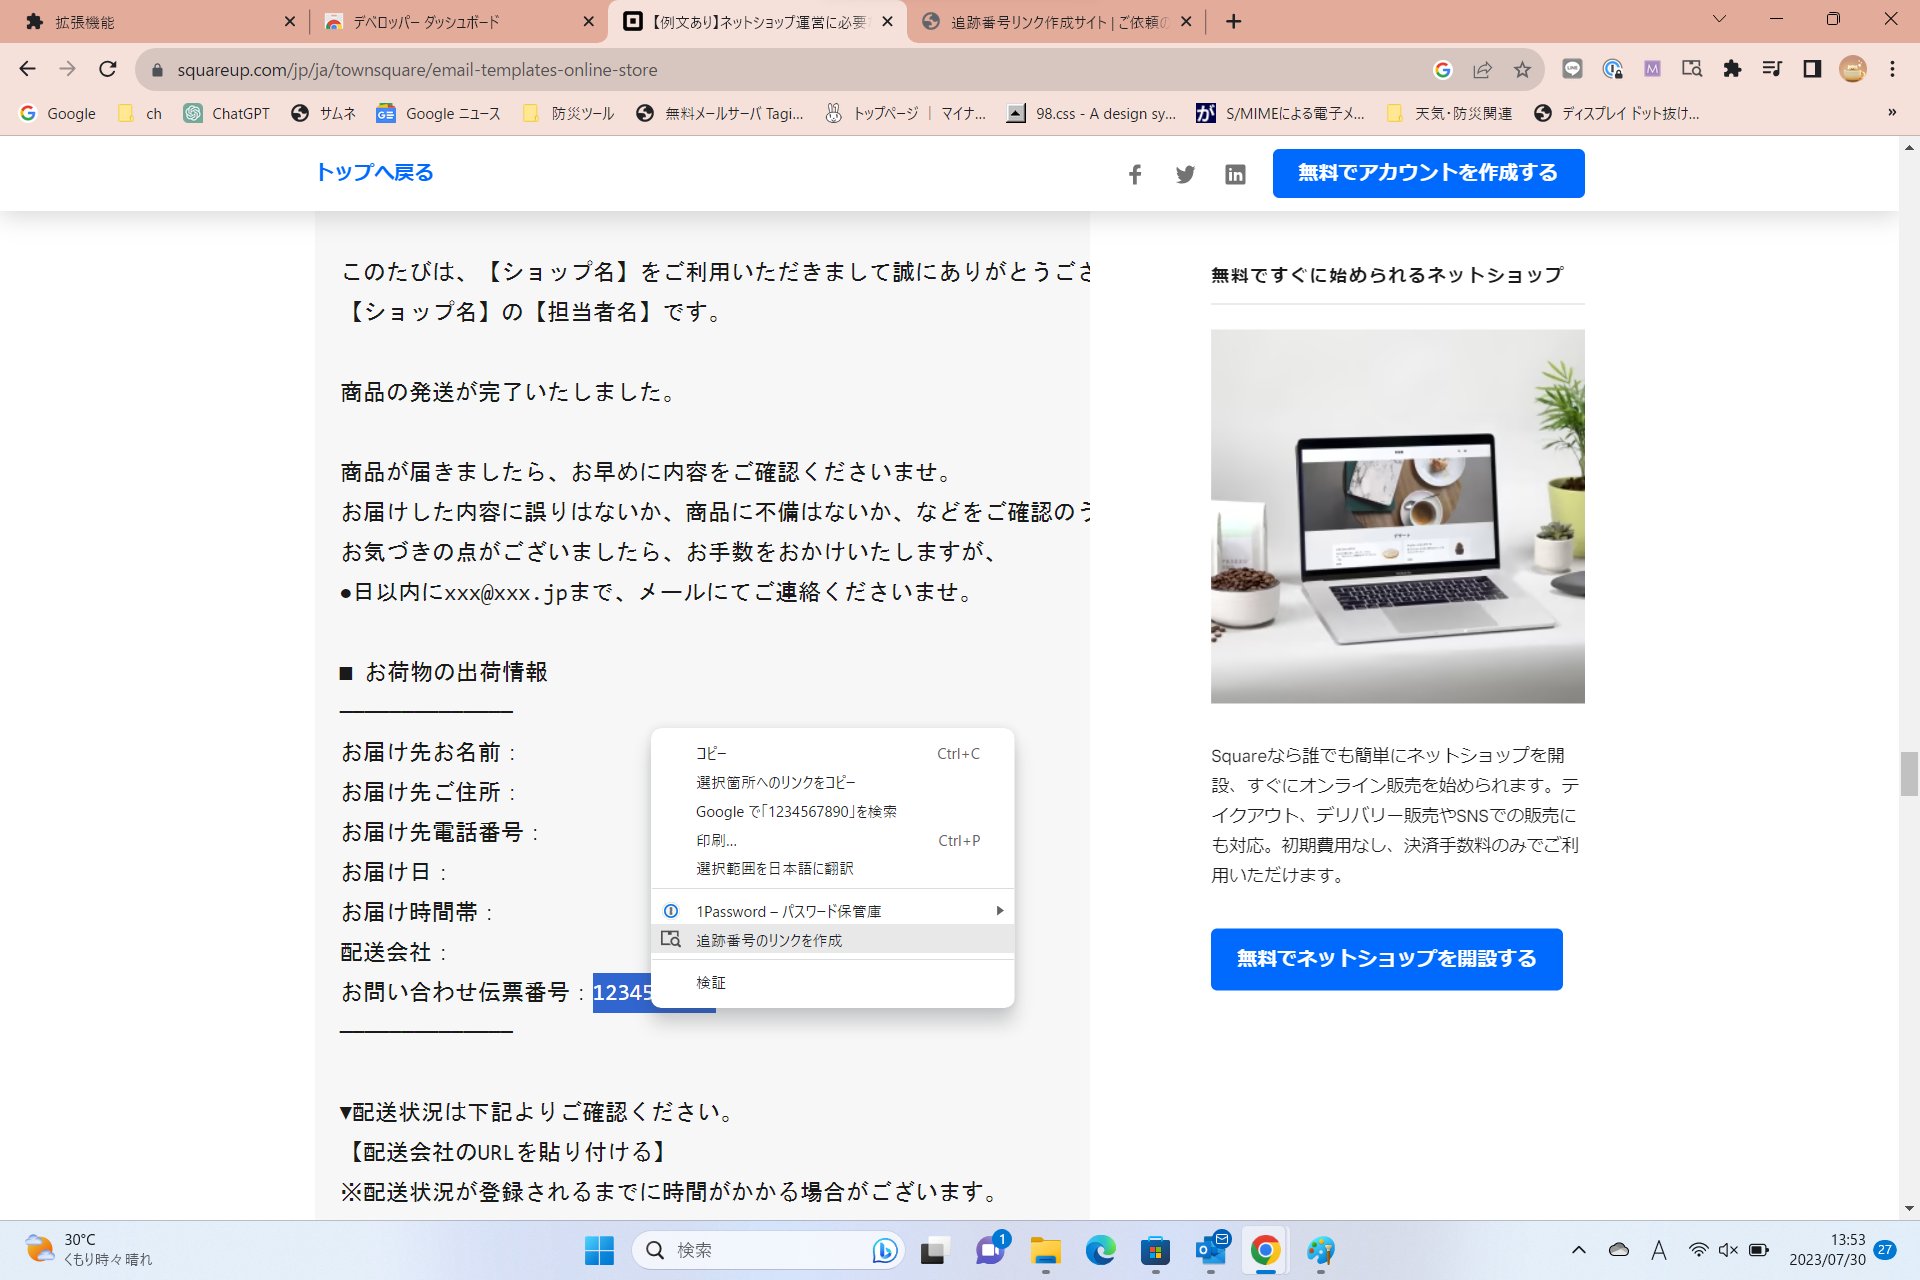 拡張機能
デベロッパー ダッシュボード
【例文あり】ネットショップ運営に必要
追跡番号リンク作成サイト | ご依頼の
squareup.com/jp/ja/townsquare/email-templates-online-store
Google
ch
ChatGPT
サムネ
Google ニュース
防災ツール
無料メールサーバ Tagi...
トップページ | マイナ...
98.css - A design sy...
S/MIMEによる電子メ...
天気・防災関連
ディスプレイ ドット抜け...
»
トップへ戻る
無料でアカウントを作成する
このたびは、【ショップ名】をご利用いただきまして誠にありがとうござ
【ショップ名】の【担当者名】です。
商品の発送が完了いたしました。
商品が届きましたら、お早めに内容をご確認くださいませ。
お届けした内容に誤りはないか、商品に不備はないか、などをご確認のう
お気づきの点がございましたら、お手数をおかけいたしますが、
●日以内にxxx@xxx.jpまで、メールにてご連絡くださいませ。
■ お荷物の出荷情報
お届け先お名前：
お届け先ご住所：
お届け先電話番号：
お届け日：
お届け時間帯：
配送会社：
お問い合わせ伝票番号：12345
コピー Ctrl+C
選択箇所へのリンクをコピー
Google で「1234567890」を検索
印刷... Ctrl+P
選択範囲を日本語に翻訳
1Password – パスワード保管庫
追跡番号のリンクを作成
検証
▼配送状況は下記よりご確認ください。
【配送会社のURLを貼り付ける】
※配送状況が登録されるまでに時間がかかる場合がございます。
無料ですぐに始められるネットショップ
Squareなら誰でも簡単にネットショップを開
設、すぐにオンライン販売を始められます。テ
イクアウト、デリバリー販売やSNSでの販売に
も対応。初期費用なし、決済手数料のみでご利
用いただけます。
無料でネットショップを開設する
30°C
くもり時々晴れ
検索
1
A
13:53
2023/07/30
27